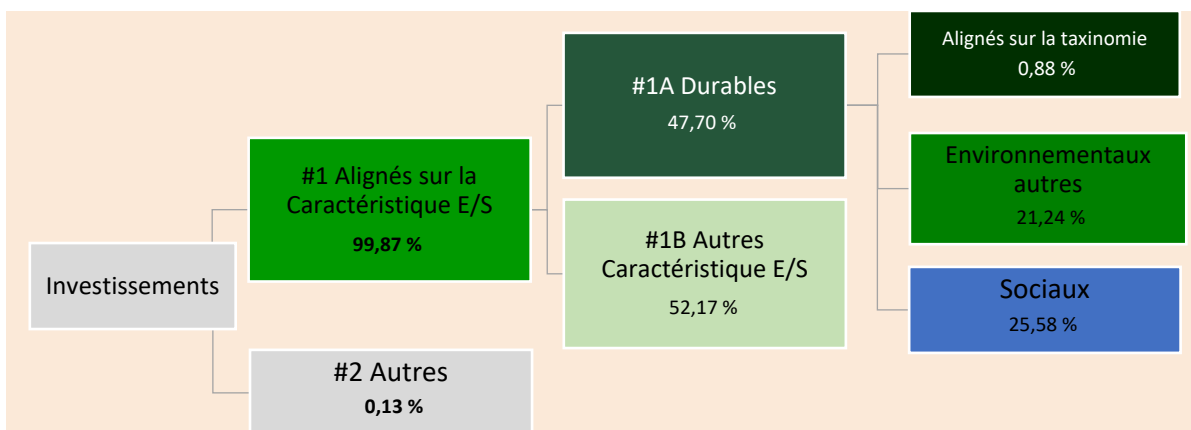 Investissements
#1 Alignés sur la
Caractéristique E/S
99,87 %
#2 Autres
0,13 %
#1A Durables
47,70 %
#1B Autres
Caractéristique E/S
52,17 %
Alignés sur la taxinomie
0,88 %
Environnementaux
autres
21,24 %
Sociaux
25,58 %